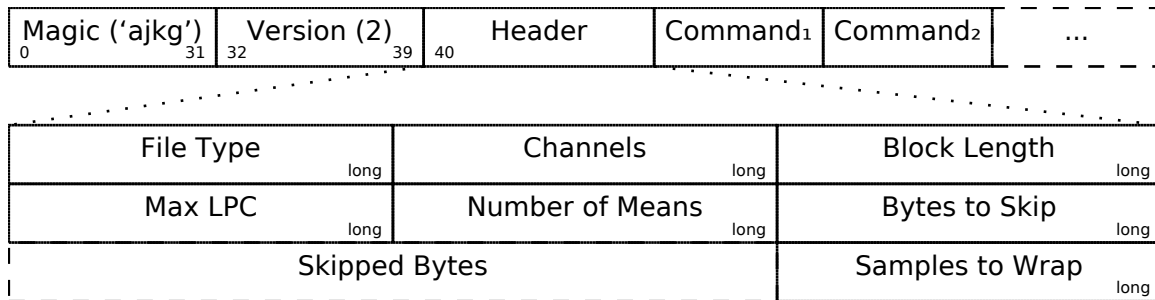 Magic (‘ajkg’) Version (2) Header Command₁ Command₂ ...
0 31 32 39 40
File Type Channels Block Length
long long long
Max LPC Number of Means Bytes to Skip
long long long
Skipped Bytes Samples to Wrap
long